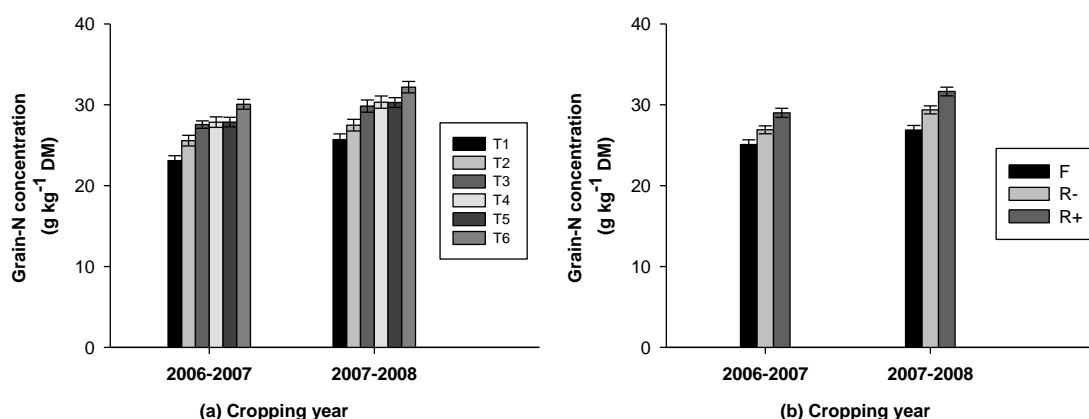 Grain-N concentration
(g kg-1 DM)
40
30
20
10
0
T1
T2
T3
T4
T5
T6
2006-2007
2007-2008
(a) Cropping year
Grain-N concentration
(g kg-1 DM)
40
30
20
10
0
F
R-
R+
2006-2007
2007-2008
(b) Cropping year